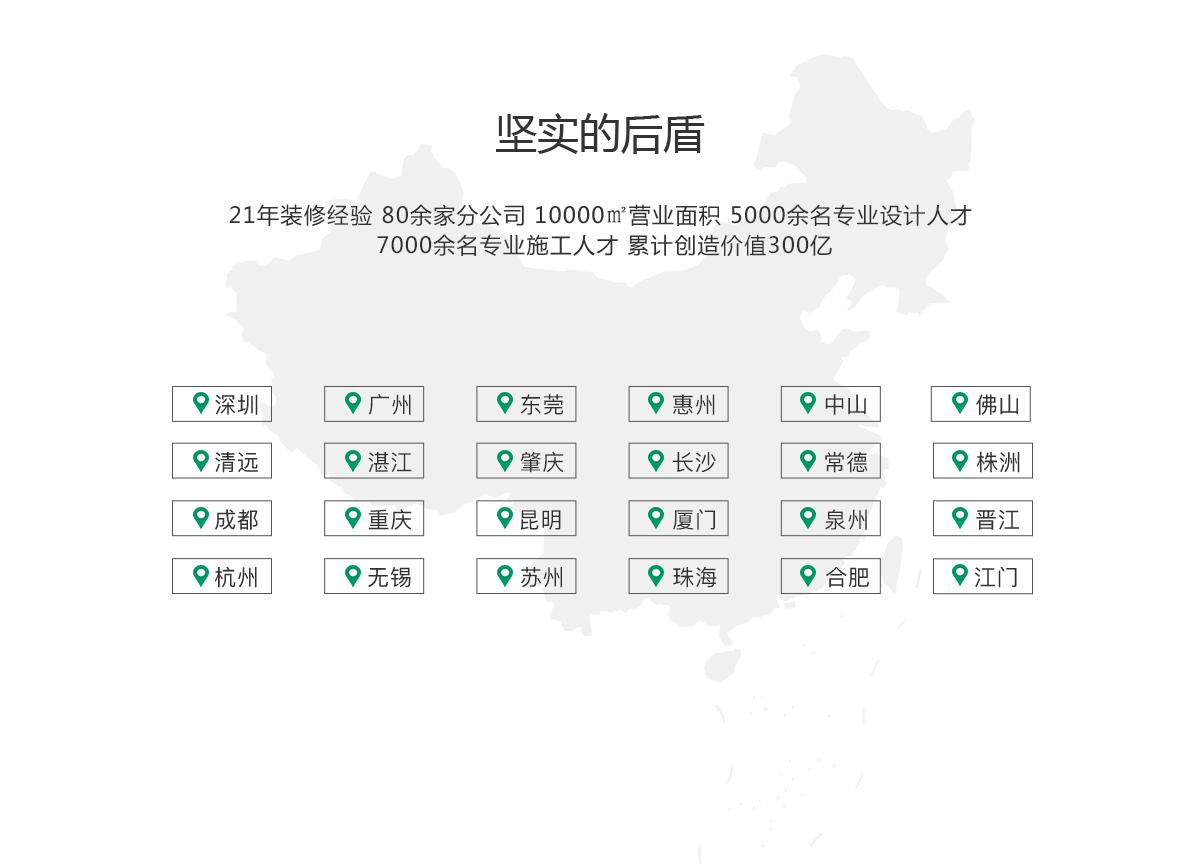 坚实的后盾
21年装修经验 80余家分公司 10000㎡营业面积 5000余名专业设计人才
7000余名专业施工人才 累计创造价值300亿
深圳 广州 东莞 惠州 中山 佛山
清远 湛江 肇庆 长沙 常德 株洲
成都 重庆 昆明 厦门 泉州 晋江
杭州 无锡 苏州 珠海 合肥 江门